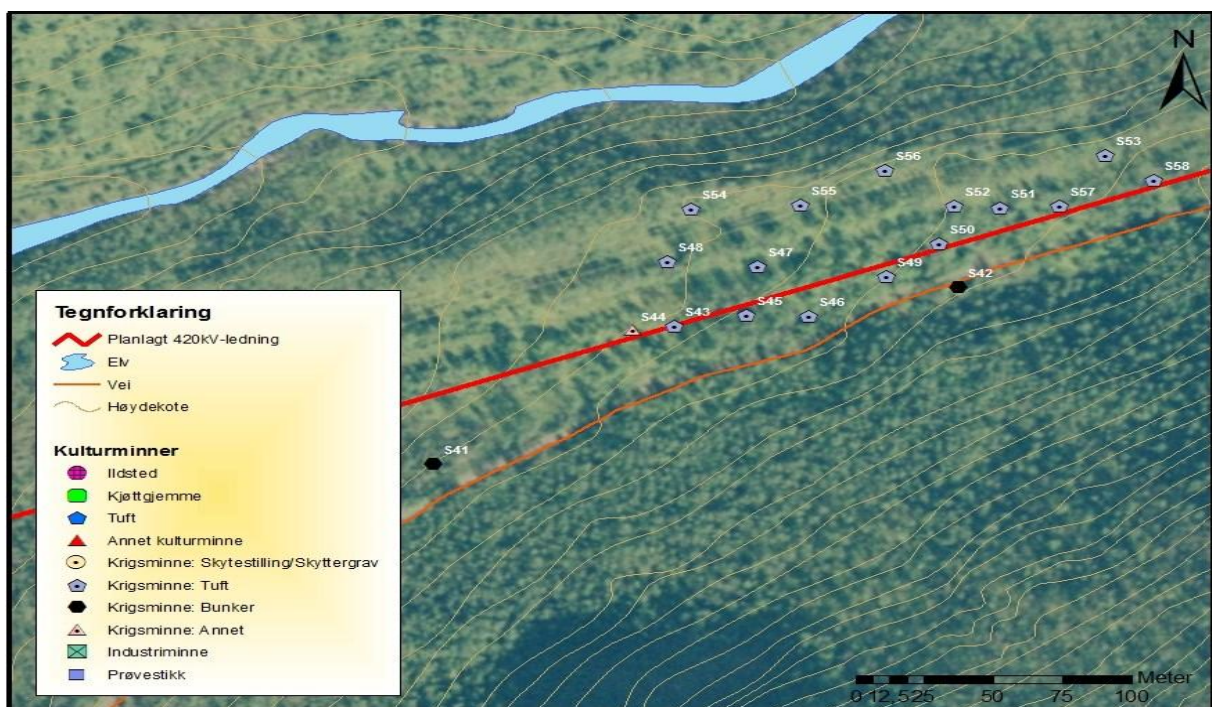 N
S53
S56
S58
S54
S55
S52
S51
S57
S50
S48
S47
S49
S42
S44
S43
S45
S46
S41
Tegnforklaring
Planlagt 420kV-ledning
Elv
Vei
Høydekote
Kulturminner
Ildsted
Kjøttgjemme
Tuft
Annet kulturminne
Krigsminne: Skytestilling/Skyttergrav
Krigsminne: Tuft
Krigsminne: Bunker
Krigsminne: Annet
Industriminne
Prøvestikk
Meter
0 12,525 50 75 100